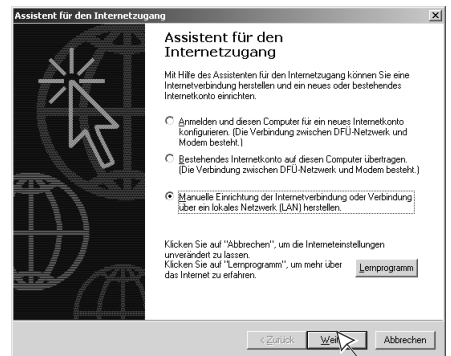 Assistent für den Internetzugang
Assistent für den
Internetzugang
Mit Hilfe des Assistenten für den Internetzugang können Sie eine
Internetverbindung herstellen und ein neues oder bestehendes
Internetkonto einrichten.
Anmelden und diesen Computer für ein neues Internetkonto
konfigurieren. (Die Verbindung zwischen DFÜ-Netzwerk und
Modem besteht.)
Bestehendes Internetkonto auf diesen Computer übertragen.
(Die Verbindung zwischen DFÜ-Netzwerk und Modem besteht.)
Manuelle Einrichtung der Internetverbindung oder Verbindung
über ein lokales Netzwerk (LAN) herstellen.
Klicken Sie auf "Abbrechen", um die Interneteinstellungen
unverändert zu lassen.
Klicken Sie auf "Lernprogramm", um mehr über
das Internet zu erfahren.
Lernprogramm
< Zurück
Abbrechen